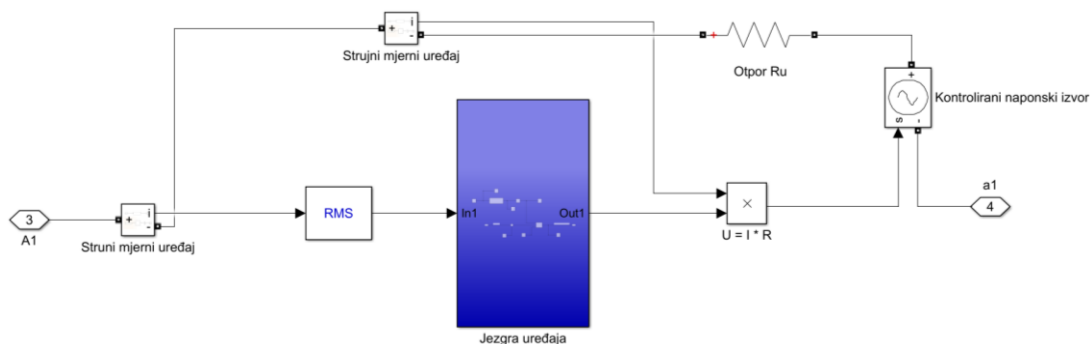 i
+
-
Strujni mjerni uređaj
+
Otpor Ru
+
s
-
Kontrolirani naponski izvor
3
A1
i
+
-
Struni mjerni uređaj
RMS
In1
Out1
Jezgra uređaja
×
U = I * R
a1
4